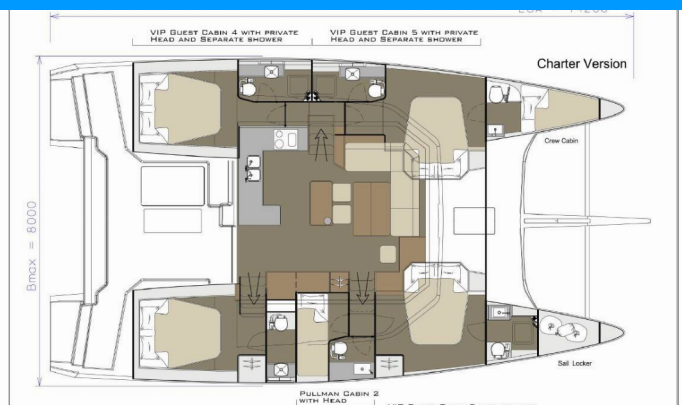 VIP Guest Cabin 4 with private
Head and Separate shower
VIP Guest Cabin 5 with private
Head and Separate shower
Charter Version
Bmax = 8000
Crew Cabin
Sail Locker
Pullman Cabin 2
with Head